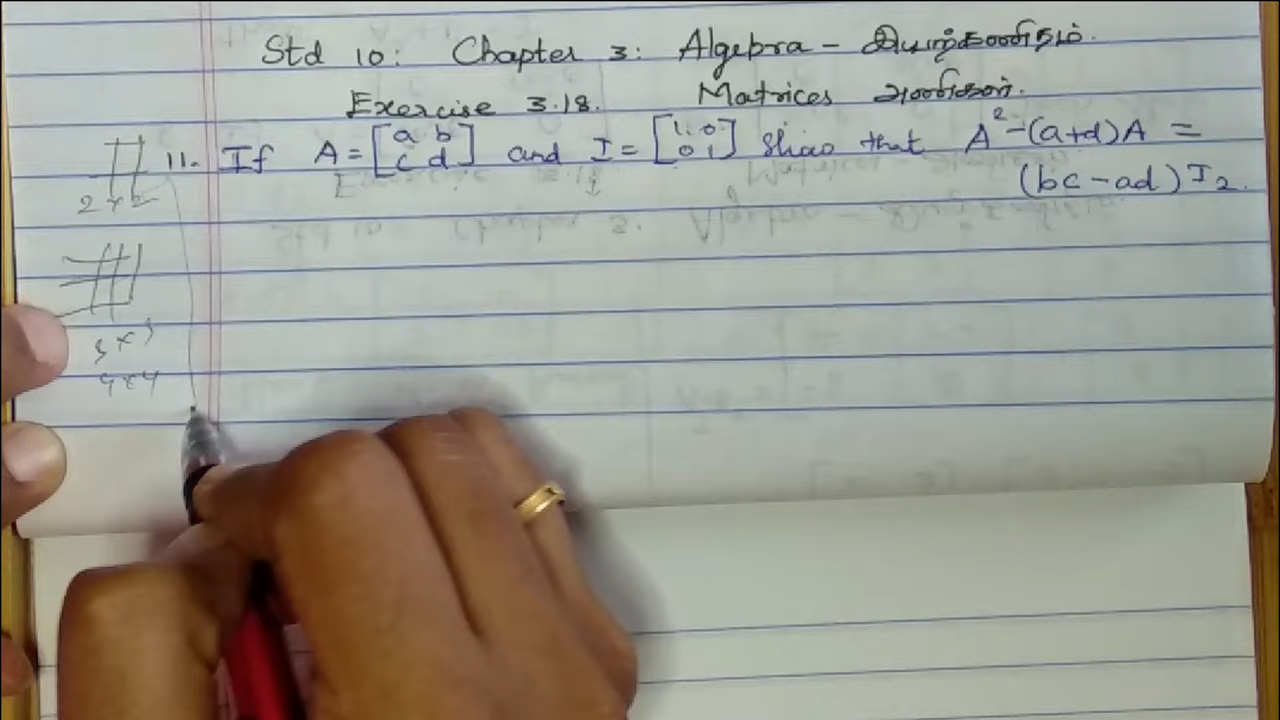 Std 10: Chapter 3: Algebra - இயற்கணிதம்.
Exercise 3.18. Matrices அணிகள்.
11. If A = [a b c d] and I = [1 0 0 1] Show that A² - (a+d)A =
(bc - ad) I₂.
2 × 2
3 × 3
4 × 4